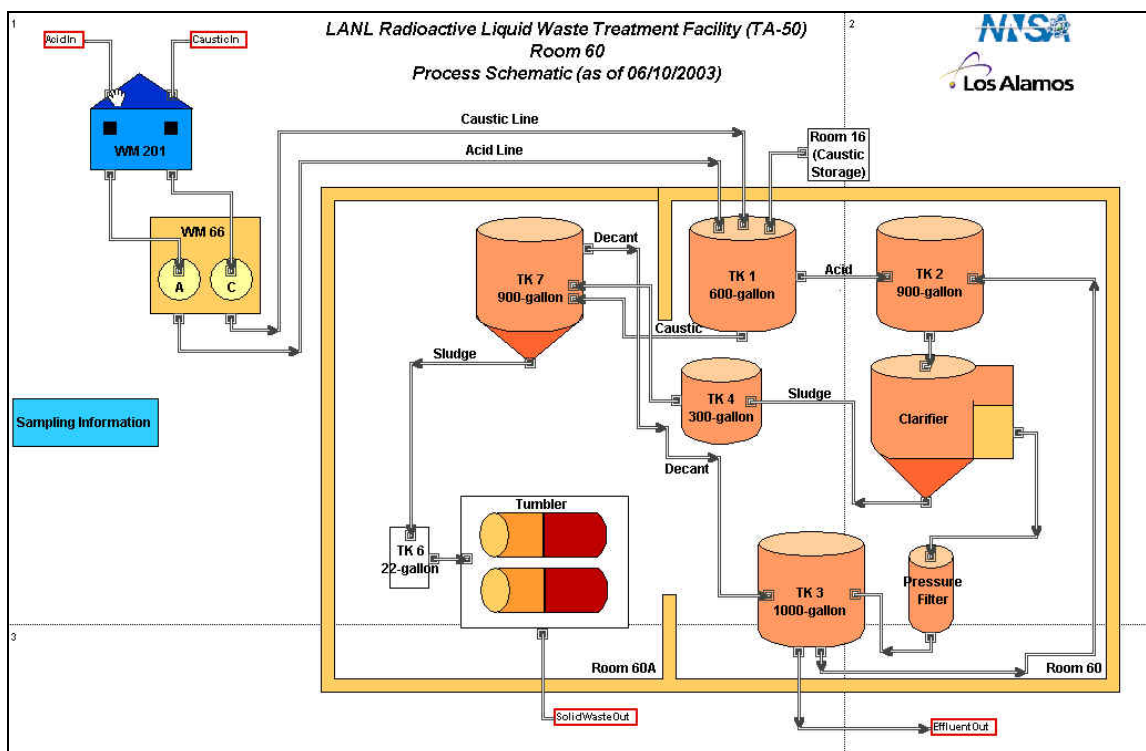 1
2
LANL Radioactive Liquid Waste Treatment Facility (TA-50)
Room 60
Process Schematic (as of 06/10/2003)
NNSA
Los Alamos
AcidIn
CausticIn
WM 201
Caustic Line
Acid Line
Room 16
(Caustic
Storage)
WM 66
A
C
Decant
TK 7
900-gallon
TK 1
600-gallon
Acid
TK 2
900-gallon
Caustic
Sludge
TK 4
300-gallon
Sludge
Clarifier
Sampling Information
Decant
Tumbler
TK 6
22-gallon
TK 3
1000-gallon
Pressure
Filter
3
Room 60A
Room 60
SolidWasteOut
EffluentOut